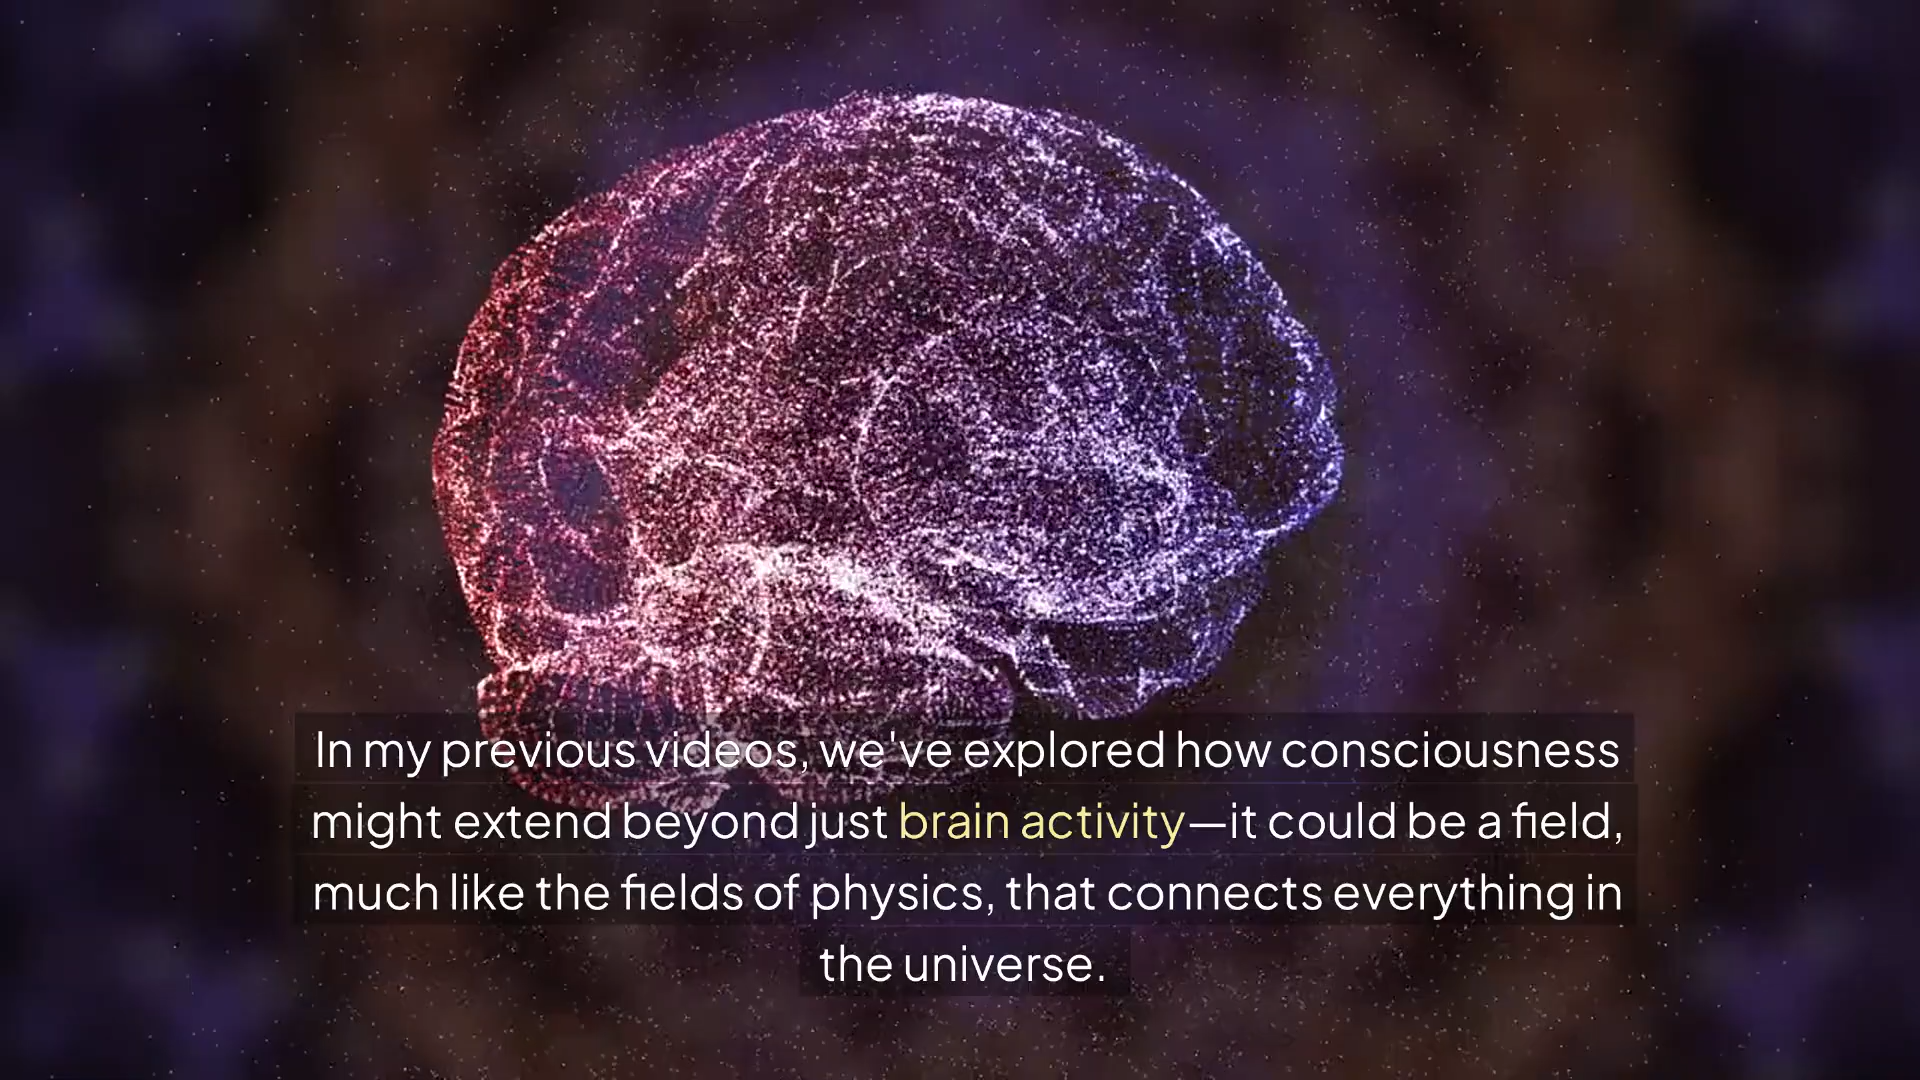 In my previous videos, we've explored how consciousness
might extend beyond just brain activity—it could be a field,
much like the fields of physics, that connects everything in
the universe.